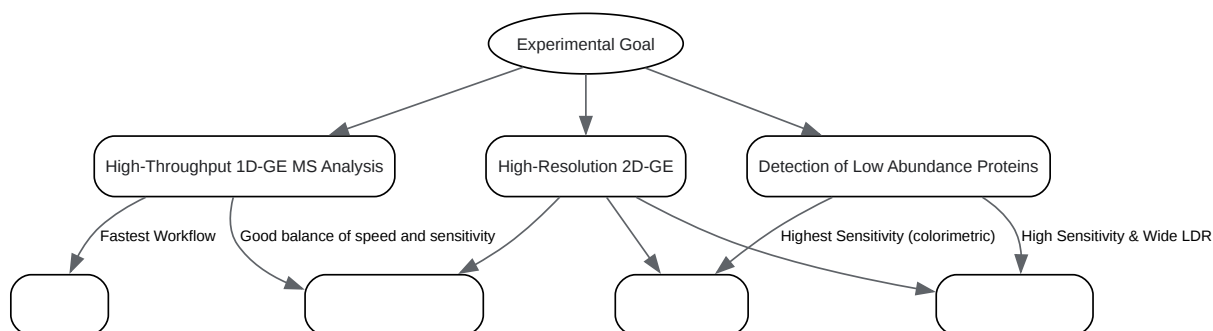 Experimental Goal
High-Throughput 1D-GE MS Analysis
High-Resolution 2D-GE
Detection of Low Abundance Proteins
Fastest Workflow
Good balance of speed and sensitivity
Highest Sensitivity (colorimetric)
High Sensitivity & Wide LDR